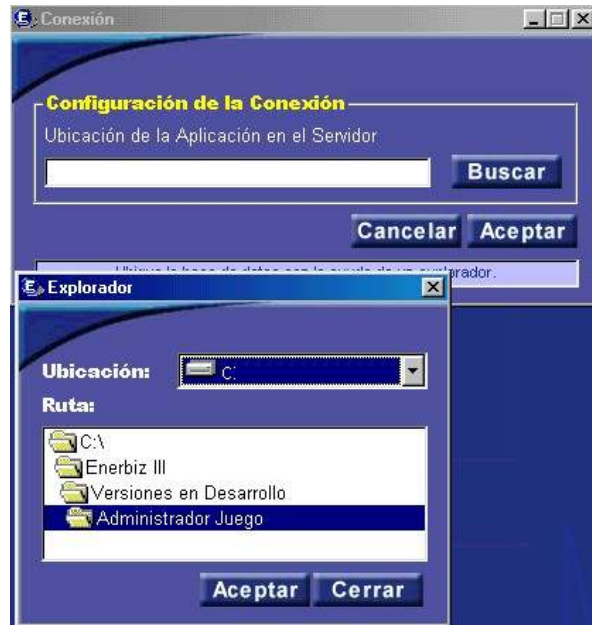 Conexión
Configuración de la Conexión
Ubicación de la Aplicación en el Servidor
Buscar
Cancelar Aceptar
explorador.
Explorador
Ubicación:
C:
Ruta:
C:\
Enerbiz III
Versiones en Desarrollo
Administrador Juego
Aceptar Cerrar